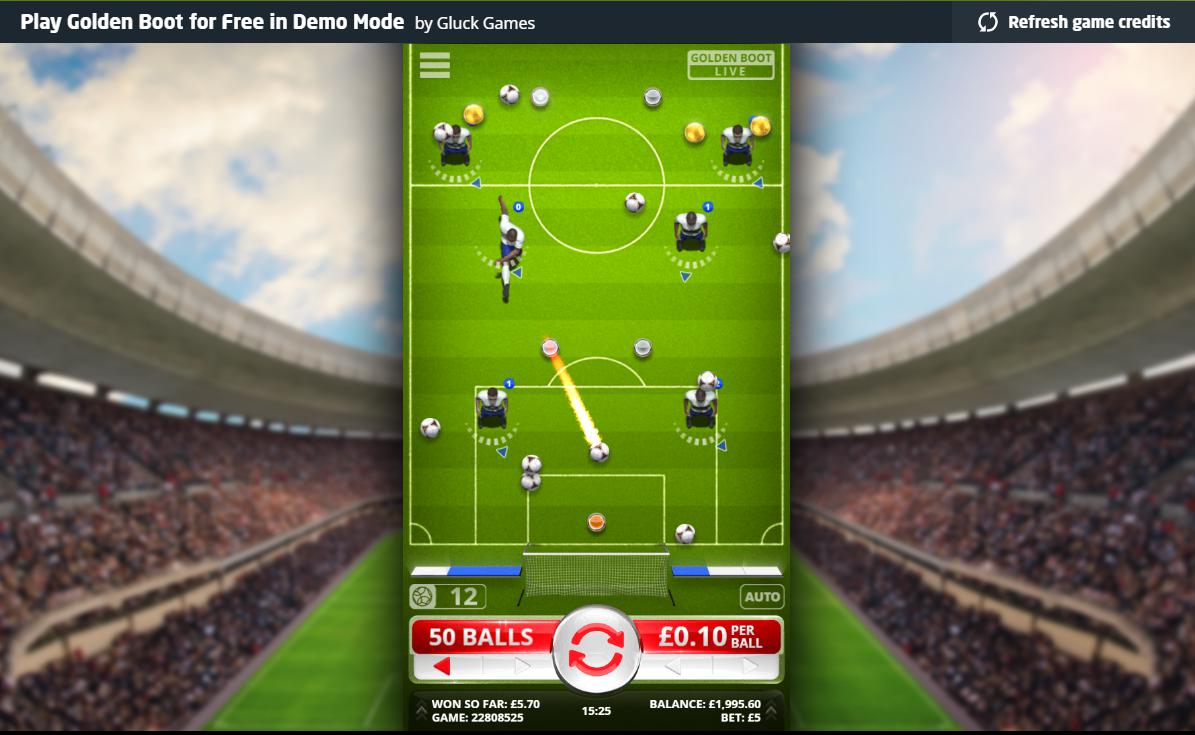 Play Golden Boot for Free in Demo Mode by Gluck Games
Refresh game credits
GOLDEN BOOT
LIVE
0
1
1
12
AUTO
50 BALLS
£0.10 PER BALL
WON SO FAR: £5.70
GAME: 22808525
15:25
BALANCE: £1,995.60
BET: £5